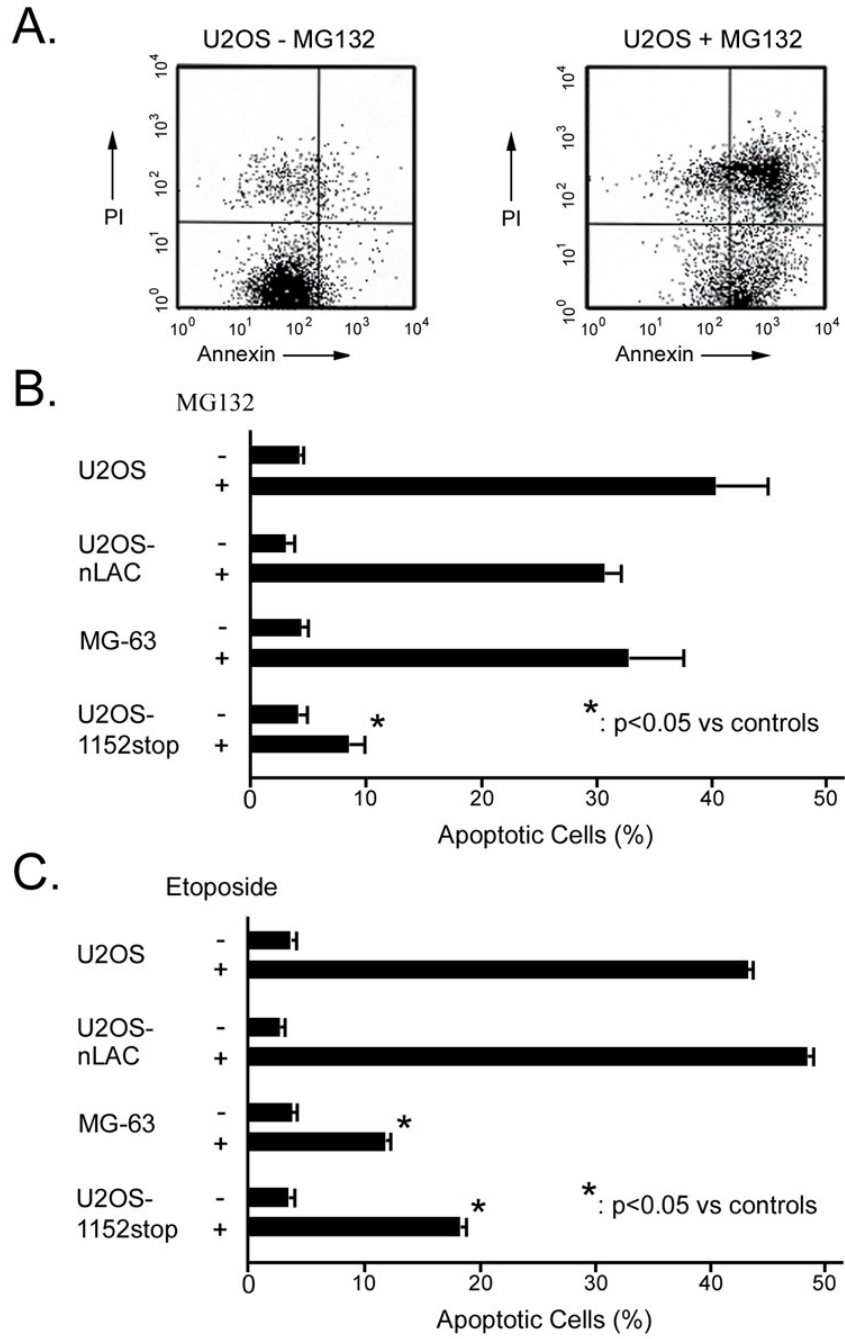 A.
U2OS - MG132
U2OS + MG132
PI
10^0 10^1 10^2 10^3 10^4
10^0 10^1 10^2 10^3 10^4
Annexin
PI
10^0 10^1 10^2 10^3 10^4
10^0 10^1 10^2 10^3 10^4
Annexin
B.
MG132
U2OS
-
+
U2OS-
nLAC
-
+
MG-63
-
+
U2OS-
1152stop
-
+
*
*: p<0.05 vs controls
0 10 20 30 40 50
Apoptotic Cells (%)
C.
Etoposide
U2OS
-
+
U2OS-
nLAC
-
+
MG-63
-
+
*
U2OS-
1152stop
-
+
*
*: p<0.05 vs controls
0 10 20 30 40 50
Apoptotic Cells (%)